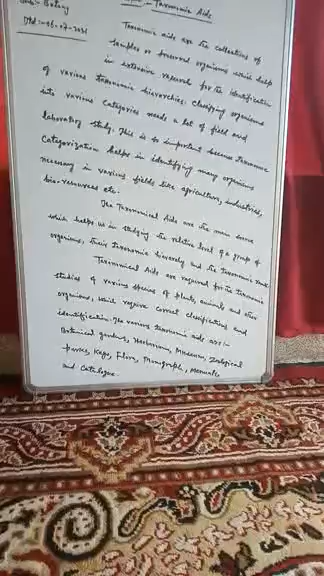 Sub:- Botany
Dtd:-06-07-2021
Taxonomic Aids
Taxonomic aids are the collections of
samples or preserved organisms which help
in extensive research for the identification
of various taxonomic hierarchies. Classifying organisms
into various categories needs a lot of field and
laboratory study. This is so important because taxonomic
Categorization helps in identifying many organisms
necessary in various fields like agriculture, industries,
bio-resources etc.
The Taxonomical Aids are the main source
which helps us in studying the relative level of a group of
organisms, their taxonomic hierarchy and the taxonomic rank.
Taxonomical Aids are required for the taxonomic
studies of various species of plants, animals and other
organisms, which require correct classification and
identification. The various taxonomic aids are:-
Botanical gardens, Herbarium, Museum, Zoological
parks, Keys, Flora, Monograph, Manuals
and Catalogue.